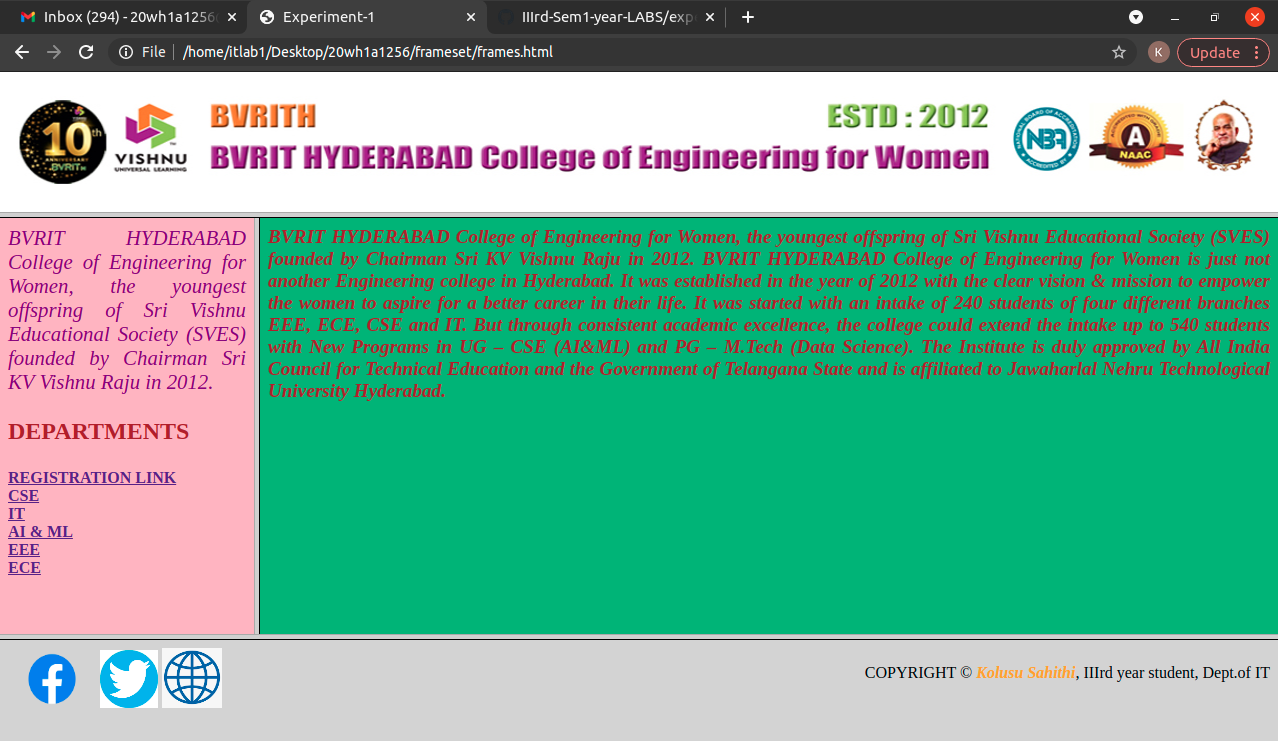 Inbox (294) - 20wh1a1256
Experiment-1
IIIrd-Sem1-year-LABS/exp
File
/home/itlab1/Desktop/20wh1a1256/frameset/frames.html
K
Update
10th
ANNIVERSARY
BVRITH
VISHNU
UNIVERSAL LEARNING
BVRITH
ESTD : 2012
BVRIT HYDERABAD College of Engineering for Women
NATIONAL BOARD OF ACCREDITATION
NBA
ACCREDITED BY
A
NAAC
BVRIT HYDERABAD
College of Engineering for
Women, the youngest
offspring of Sri Vishnu
Educational Society (SVES)
founded by Chairman Sri
KV Vishnu Raju in 2012.
DEPARTMENTS
REGISTRATION LINK
CSE
IT
AI & ML
EEE
ECE
BVRIT HYDERABAD College of Engineering for Women, the youngest offspring of Sri Vishnu Educational Society (SVES)
founded by Chairman Sri KV Vishnu Raju in 2012. BVRIT HYDERABAD College of Engineering for Women is just not
another Engineering college in Hyderabad. It was established in the year of 2012 with the clear vision & mission to empower
the women to aspire for a better career in their life. It was started with an intake of 240 students of four different branches
EEE, ECE, CSE and IT. But through consistent academic excellence, the college could extend the intake up to 540 students
with New Programs in UG – CSE (AI&ML) and PG – M.Tech (Data Science). The Institute is duly approved by All India
Council for Technical Education and the Government of Telangana State and is affiliated to Jawaharlal Nehru Technological
University Hyderabad.
COPYRIGHT © Kolusu Sahithi, IIIrd year student, Dept.of IT